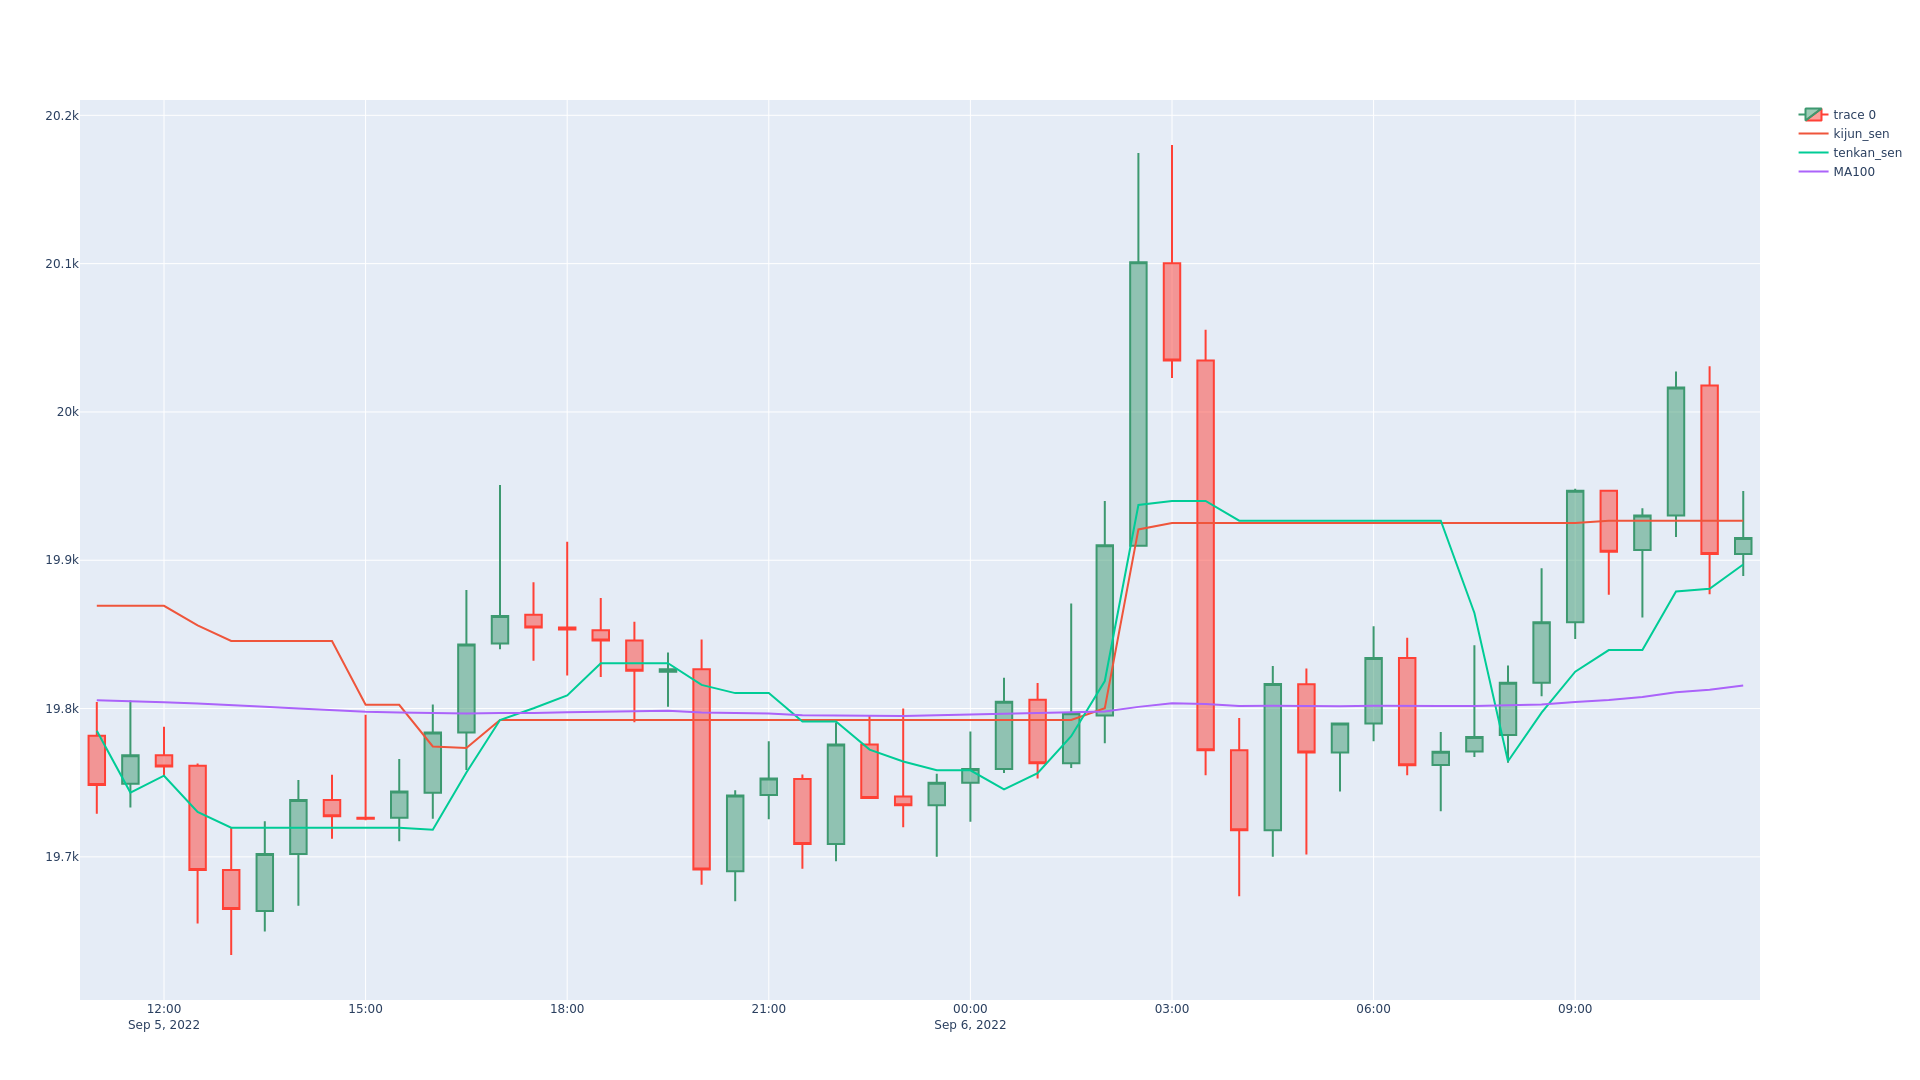 20.2k
20.1k
20k
19.9k
19.8k
19.7k
12:00
Sep 5, 2022
15:00
18:00
21:00
00:00
Sep 6, 2022
03:00
06:00
09:00
trace 0
kijun_sen
tenkan_sen
MA100